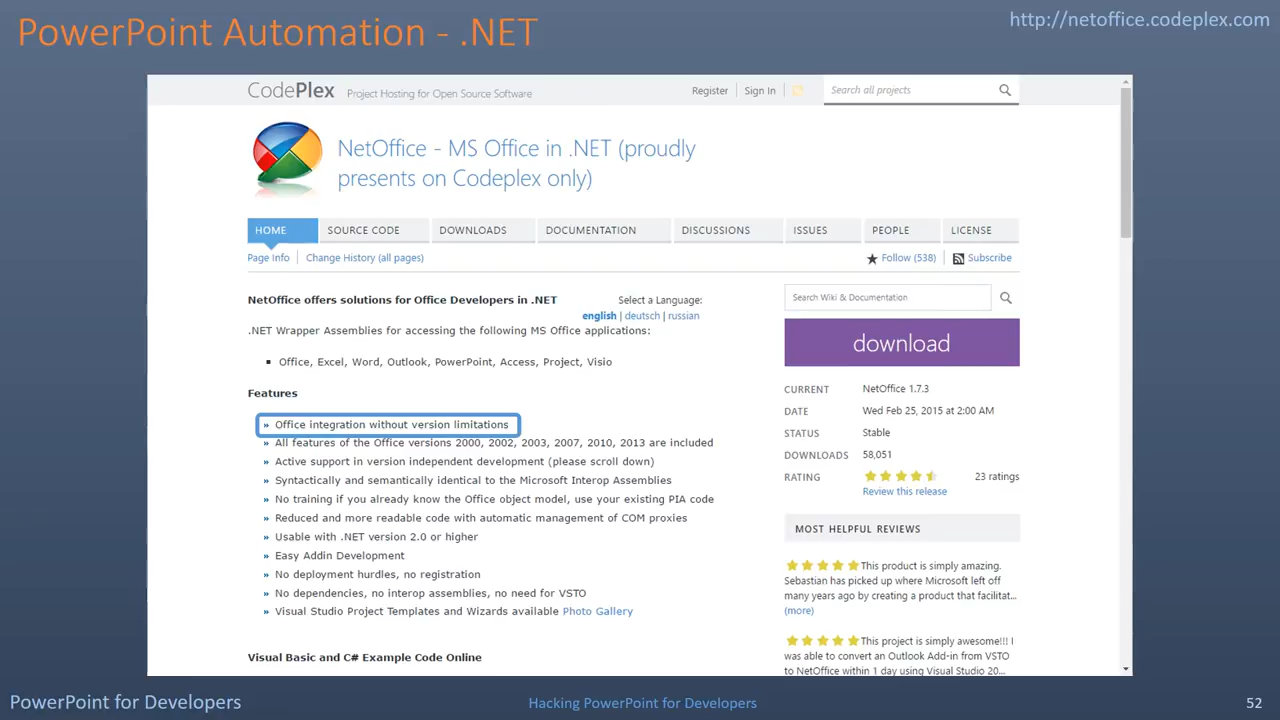 PowerPoint Automation - .NET
http://netoffice.codeplex.com
CodePlex Project Hosting for Open Source Software
Register Sign In
Search all projects
NetOffice - MS Office in .NET (proudly
presents on Codeplex only)
HOME SOURCE CODE DOWNLOADS DOCUMENTATION DISCUSSIONS ISSUES PEOPLE LICENSE
Page Info | Change History (all pages)
Follow (538) Subscribe
NetOffice offers solutions for Office Developers in .NET
Select a Language:
english | deutsch | russian
.NET Wrapper Assemblies for accessing the following MS Office applications:
▪ Office, Excel, Word, Outlook, PowerPoint, Access, Project, Visio
Features
» Office integration without version limitations
» All features of the Office versions 2000, 2002, 2003, 2007, 2010, 2013 are included
» Active support in version independent development (please scroll down)
» Syntactically and semantically identical to the Microsoft Interop Assemblies
» No training if you already know the Office object model, use your existing PIA code
» Reduced and more readable code with automatic management of COM proxies
» Usable with .NET version 2.0 or higher
» Easy Addin Development
» No deployment hurdles, no registration
» No dependencies, no interop assemblies, no need for VSTO
» Visual Studio Project Templates and Wizards available Photo Gallery
Visual Basic and C# Example Code Online
Search Wiki & Documentation
download
CURRENT NetOffice 1.7.3
DATE Wed Feb 25, 2015 at 2:00 AM
STATUS Stable
DOWNLOADS 58,051
RATING 23 ratings
Review this release
MOST HELPFUL REVIEWS
This product is simply amazing.
Sebastian has picked up where Microsoft left off
many years ago by creating a product that facilitat...
(more)
This project is simply awesome!!! I
was able to convert an Outlook Add-in from VSTO
to NetOffice within 1 day using Visual Studio 20...
PowerPoint for Developers
Hacking PowerPoint for Developers
52